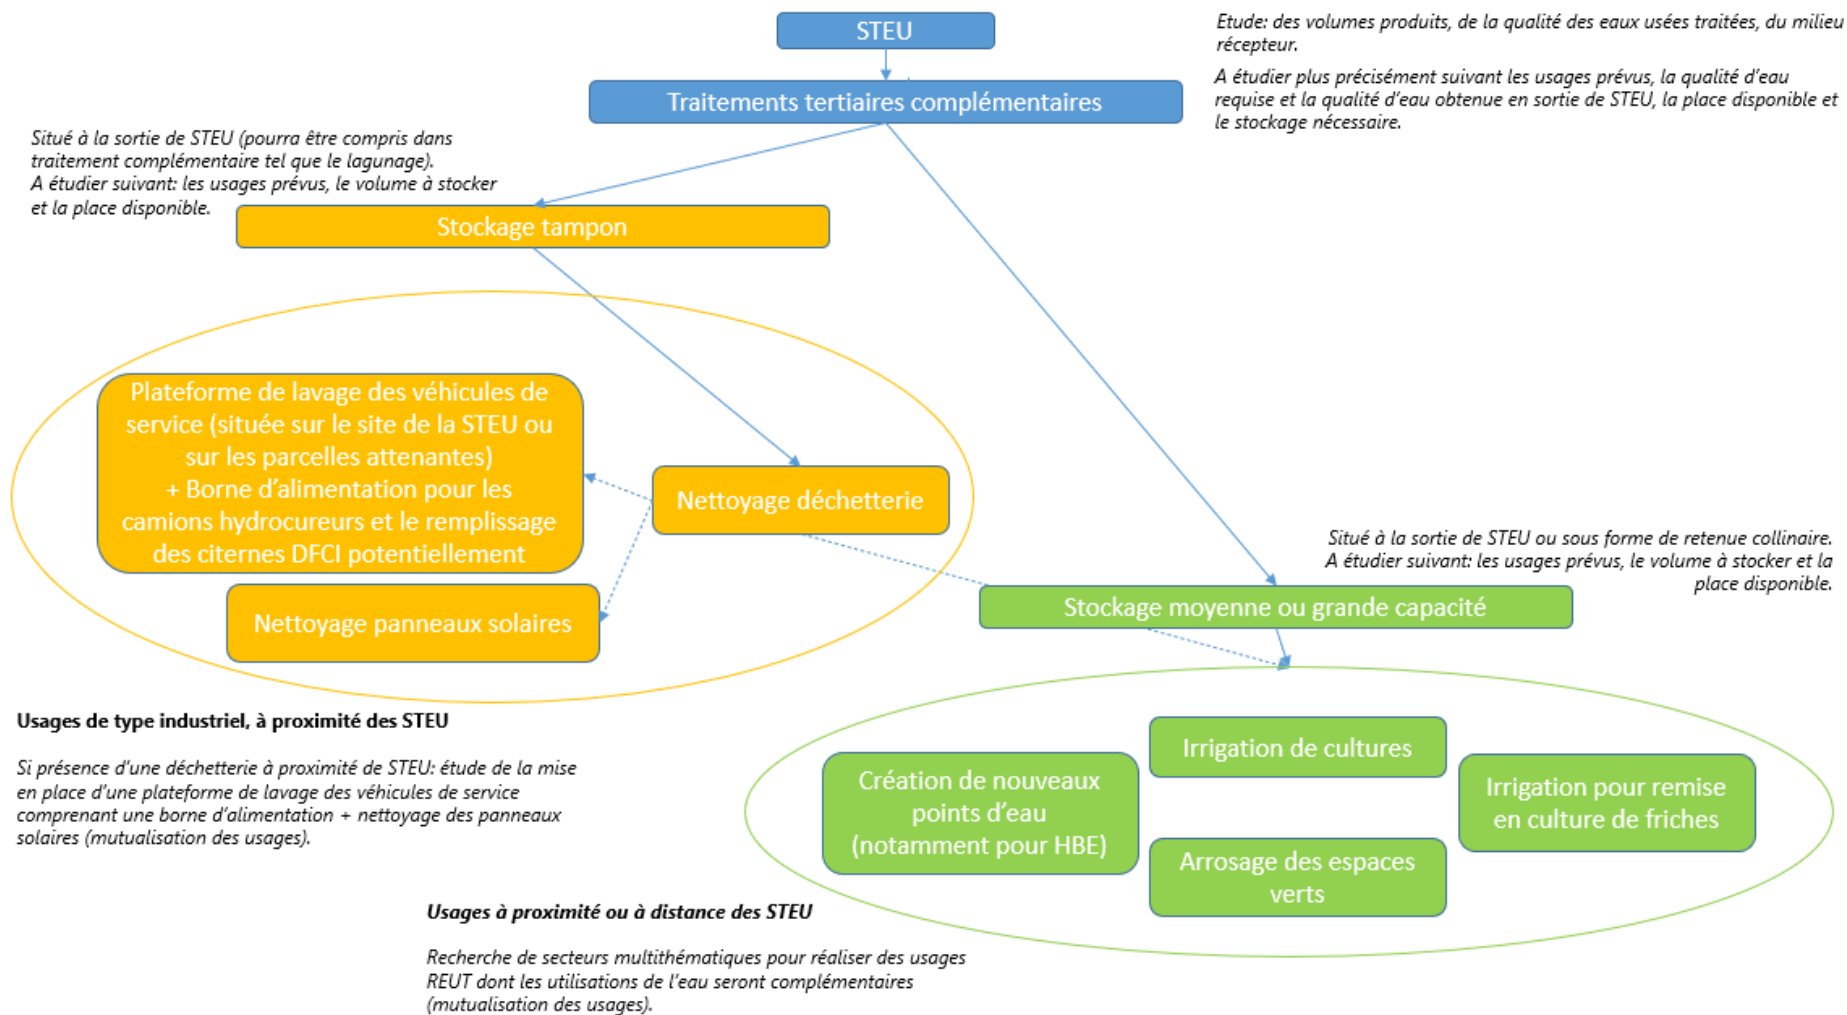 STEU
Etude: des volumes produits, de la qualité des eaux usées traitées, du milieu
récepteur.
A étudier plus précisément suivant les usages prévus, la qualité d'eau
requise et la qualité d'eau obtenue en sortie de STEU, la place disponible et
le stockage nécessaire.
Traitements tertiaires complémentaires
Situé à la sortie de STEU (pourra être compris dans
traitement complémentaire tel que le lagunage).
A étudier suivant: les usages prévus, le volume à stocker
et la place disponible.
Stockage tampon
Plateforme de lavage des véhicules de
service (située sur le site de la STEU ou
sur les parcelles attenantes)
+ Borne d'alimentation pour les
camions hydrocureurs et le remplissage
des citernes DFCI potentiellement
Nettoyage déchetterie
Nettoyage panneaux solaires
Situé à la sortie de STEU ou sous forme de retenue collinaire.
A étudier suivant: les usages prévus, le volume à stocker et la
place disponible.
Stockage moyenne ou grande capacité
Usages de type industriel, à proximité des STEU
Si présence d'une déchetterie à proximité de STEU: étude de la mise
en place d'une plateforme de lavage des véhicules de service
comprenant une borne d'alimentation + nettoyage des panneaux
solaires (mutualisation des usages).
Création de nouveaux
points d'eau
(notamment pour HBE)
Irrigation de cultures
Arrosage des espaces
verts
Irrigation pour remise
en culture de friches
Usages à proximité ou à distance des STEU
Recherche de secteurs multithématiques pour réaliser des usages
REUT dont les utilisations de l'eau seront complémentaires
(mutualisation des usages).